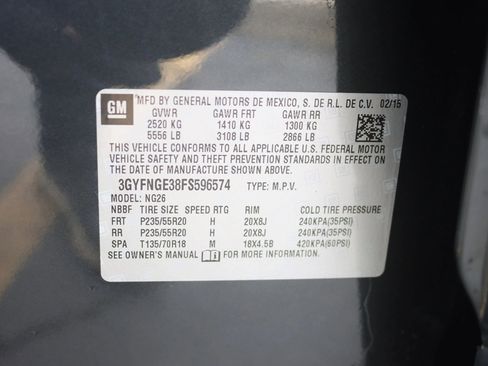 GM
MFD BY GENERAL MOTORS DE MEXICO, S. DE R.L. DE C.V. 02/15
GVWR GAWR FRT GAWR RR
2520 KG 1410 KG 1300 KG
5556 LB 3108 LB 2866 LB
THIS VEHICLE CONFORMS TO ALL APPLICABLE U.S. FEDERAL MOTOR
VEHICLE SAFETY AND THEFT PREVENTION STANDARDS IN EFFECT ON
THE DATE OF MANUFACTURE SHOWN ABOVE.
3GYFNGE38FS596574 TYPE: M.P.V.
MODEL: NG26
NBBF TIRE SIZE SPEED RTG RIM COLD TIRE PRESSURE
FRT P235/55R20 H 20X8J 240KPA(35PSI)
RR P235/55R20 H 20X8J 240KPA(35PSI)
SPA T135/70R18 M 18X4.5B 420KPA(60PSI)
SEE OWNER'S MANUAL